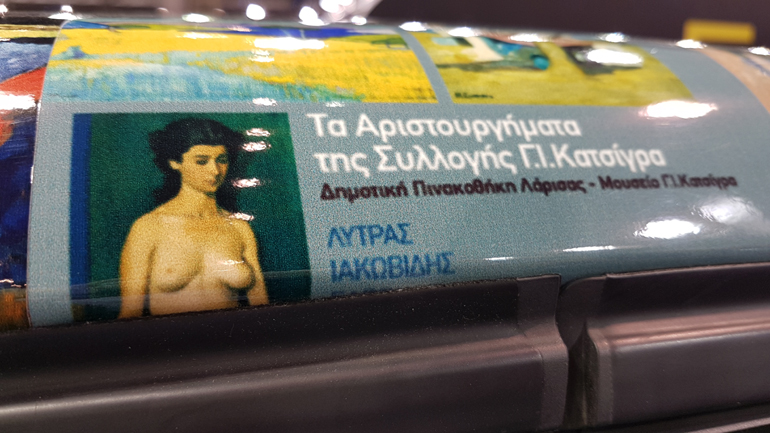 Τα Αριστουργήματα
της Συλλογής Γ.Ι.Κατσίγρα
Δημοτική Πινακοθήκη Λάρισας - Μουσείο Γ.Ι.Κατσίγρα
ΛΥΤΡΑΣ
ΙΑΚΩΒΙΔΗΣ